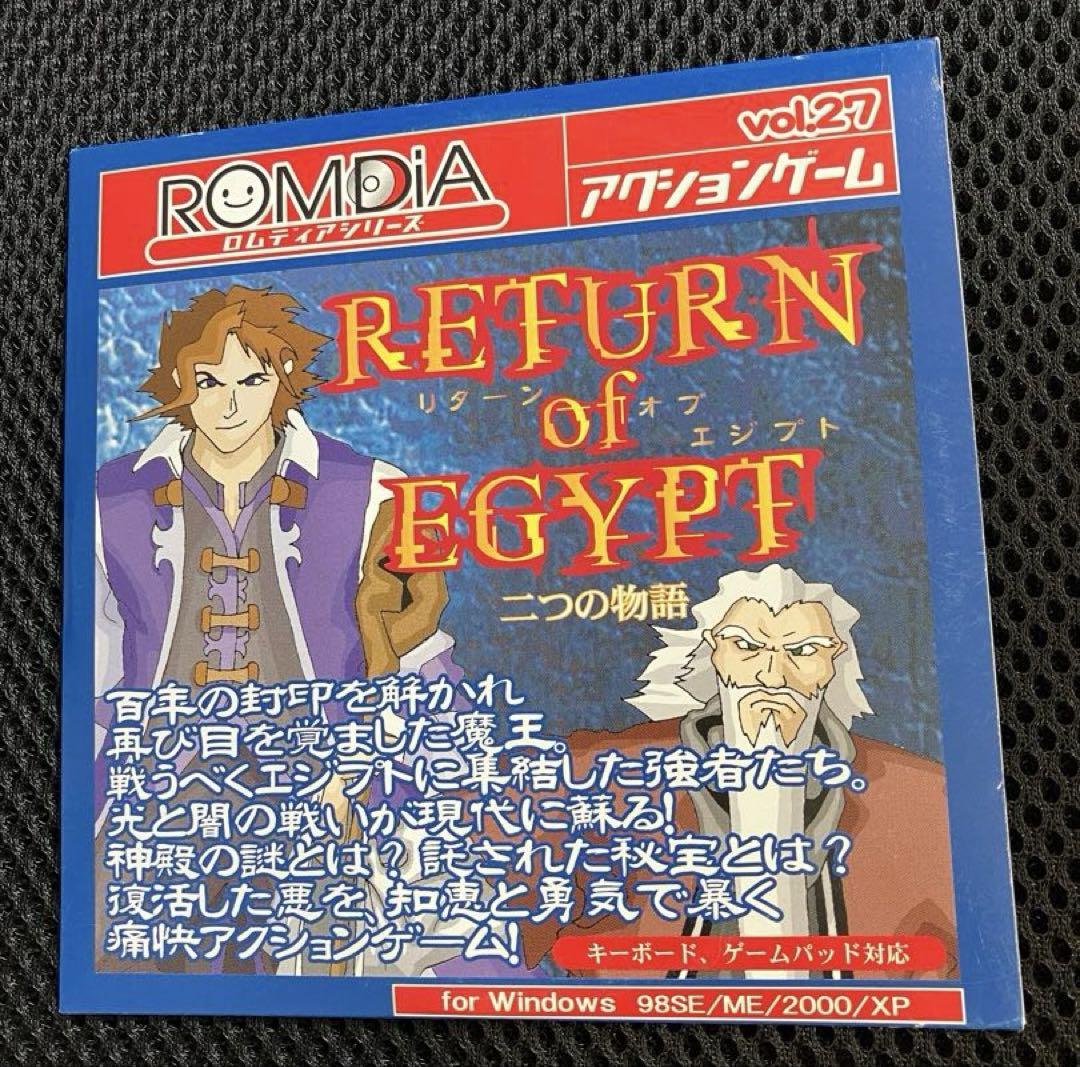 ROMDiA
ロムディアシリーズ
vol.27
アクションゲーム
RETURN
リターン オブ
of
エジプト
EGYPT
二つの物語
百年の封印を解かれ
再び目を覚ました魔王。
戦うべくエジプトに集結した強者たち。
光と闇の戦いが現代に蘇る!
神殿の謎とは?託された秘宝とは?
復活した悪を、知恵と勇気で暴く
痛快アクションゲーム!
キーボード、ゲームパッド対応
for Windows 98SE/ME/2000/XP